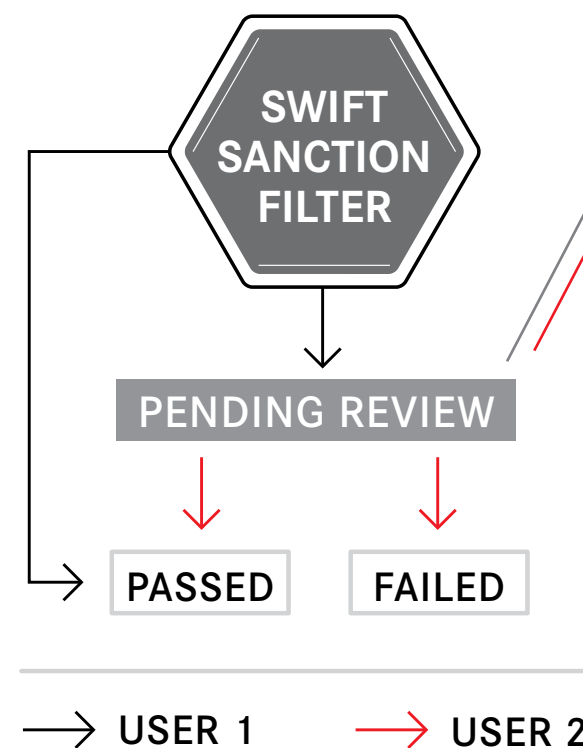 SWIFT
SANCTION
FILTER
PENDING REVIEW
PASSED
FAILED
USER 1
USER 2